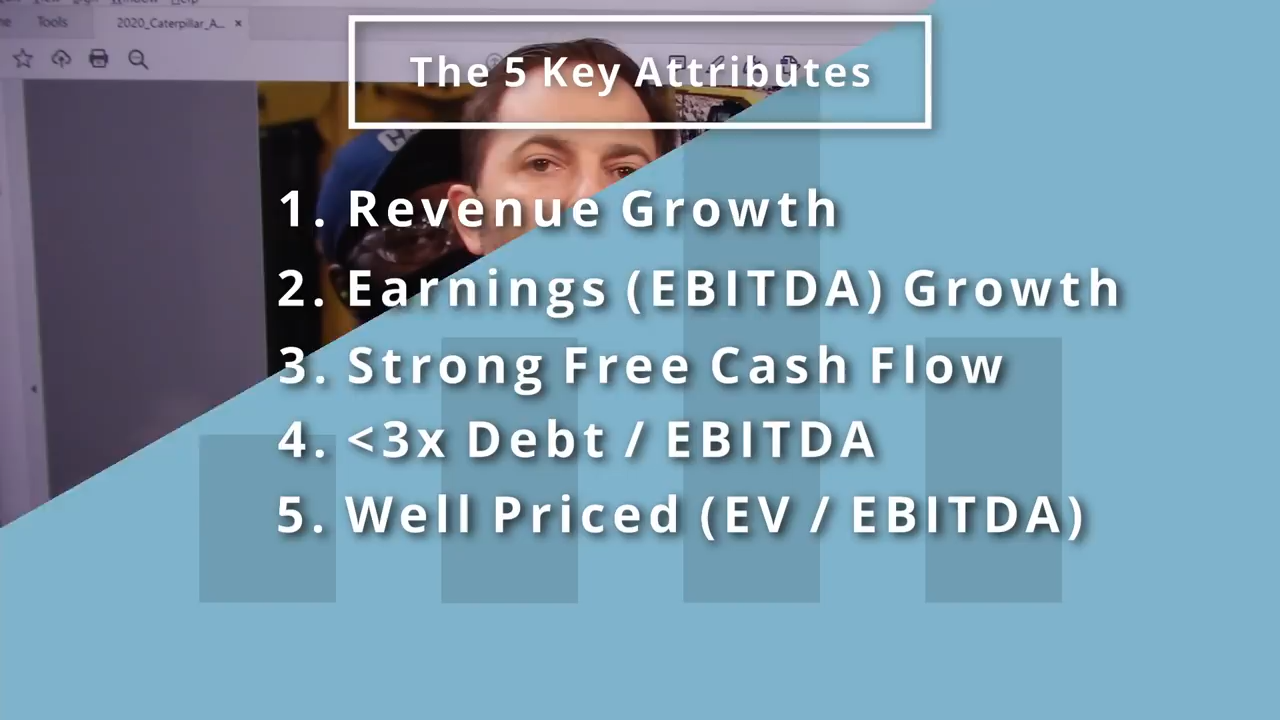 Tools
2020_Caterpillar_A... ×
The 5 Key Attributes
1. Revenue Growth
2. Earnings (EBITDA) Growth
3. Strong Free Cash Flow
4. <3x Debt / EBITDA
5. Well Priced (EV / EBITDA)